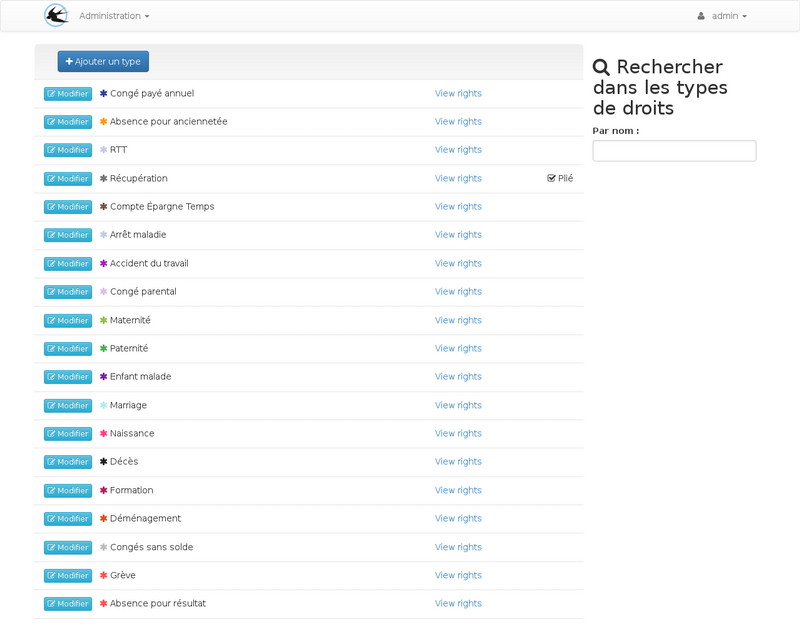 Administration
admin
Ajouter un type
Modifier Congé payé annuel View rights
Modifier Absence pour anciennetée View rights
Modifier RTT View rights
Modifier Récupération View rights Plié
Modifier Compte Épargne Temps View rights
Modifier Arrêt maladie View rights
Modifier Accident du travail View rights
Modifier Congé parental View rights
Modifier Maternité View rights
Modifier Paternité View rights
Modifier Enfant malade View rights
Modifier Marriage View rights
Modifier Naissance View rights
Modifier Décès View rights
Modifier Formation View rights
Modifier Déménagement View rights
Modifier Congés sans solde View rights
Modifier Grève View rights
Modifier Absence pour résultat View rights
Rechercher
dans les types
de droits
Par nom :